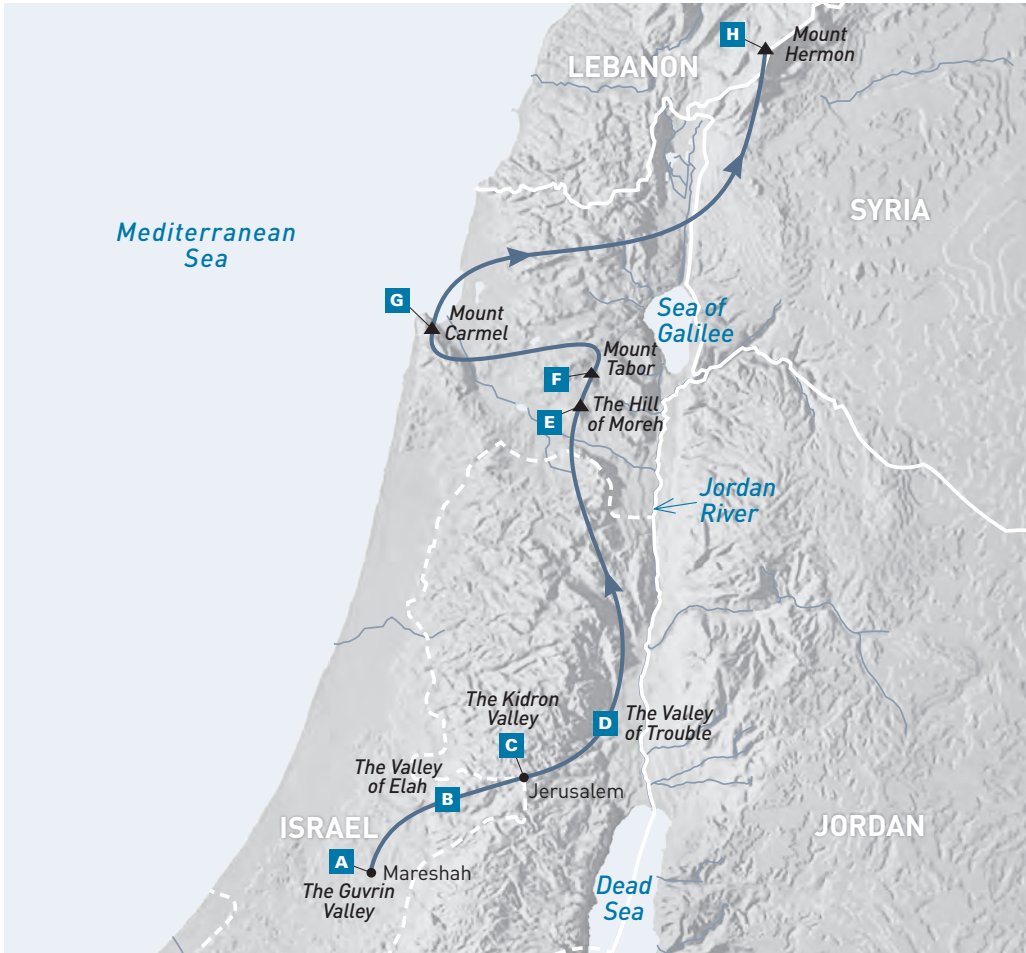 H
Mount
Hermon
LEBANON
SYRIA
Mediterranean
Sea
G
Mount
Carmel
Sea of
Galilee
Mount
Tabor
F
The Hill
of Moreh
E
Jordan
River
The Kidron
Valley
C
D
The Valley
of Trouble
The Valley
of Elah
B
Jerusalem
ISRAEL
JORDAN
A
Mareshah
The Guvrin
Valley
Dead
Sea